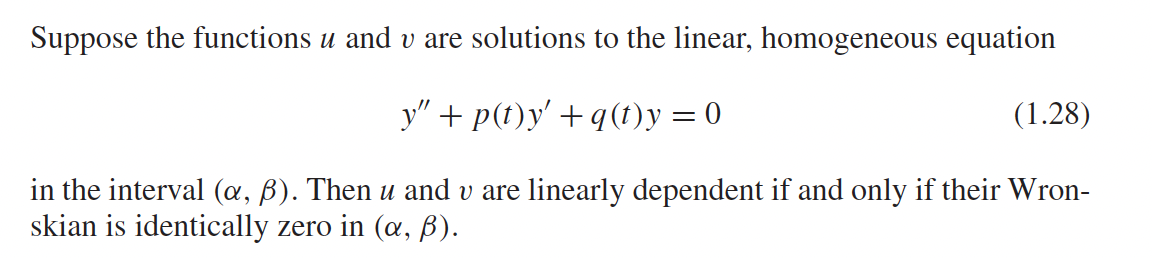 Suppose the functions u and v are solutions to the linear, homogeneous equation
y″ + p(t)y′ + q(t)y = 0 (1.28)
in the interval (α, β). Then u and v are linearly dependent if and only if their Wron-
skian is identically zero in (α, β).